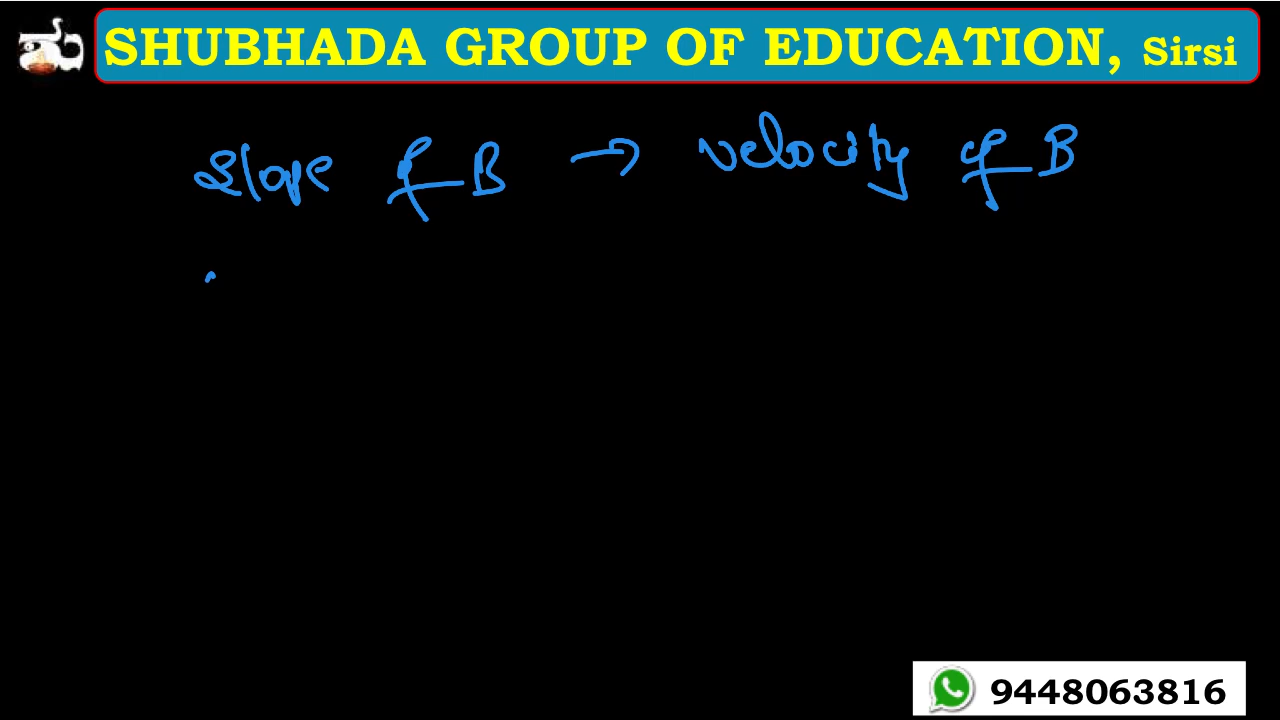 ಶು SHUBHADA GROUP OF EDUCATION, Sirsi
Slope of B → velocity of B
9448063816